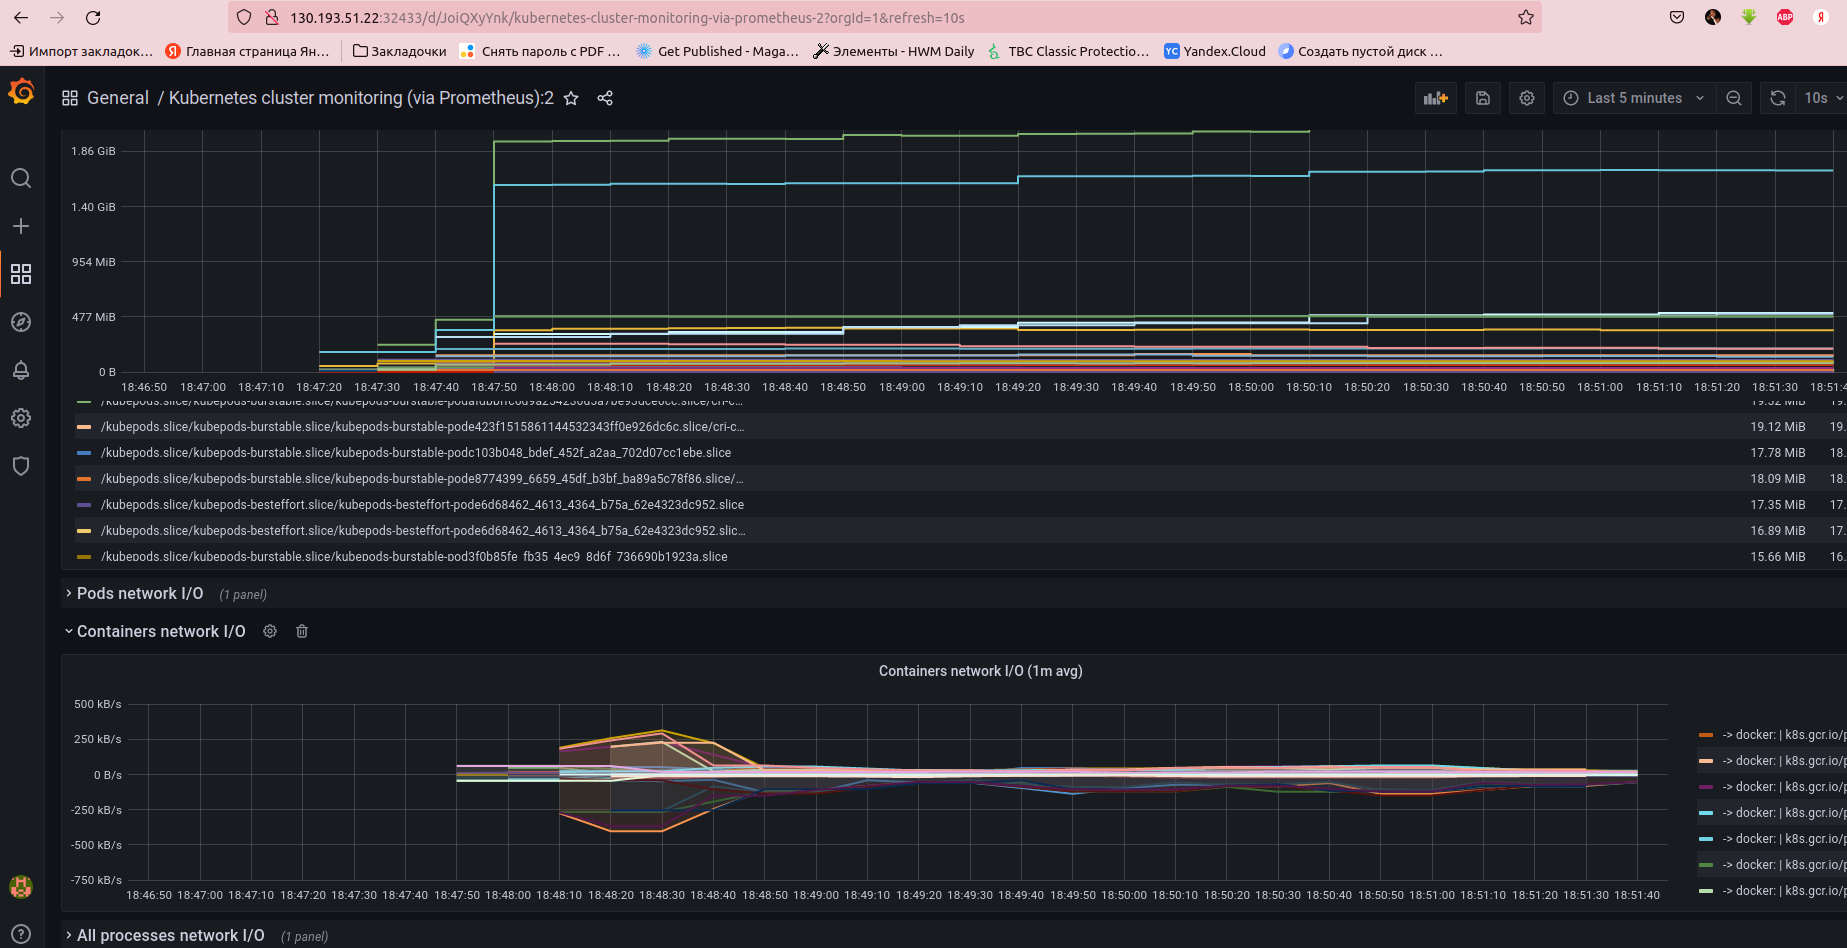 130.193.51.22:32433/d/JoiQXyYnk/kubernetes-cluster-monitoring-via-prometheus-2?orgId=1&refresh=10s
ABP
Я
Импорт закладок…
Я Главная страница Ян…
Закладочки
Снять пароль с PDF …
Get Published - Maga…
Элементы - HWM Daily
TBC Classic Protectio…
YC Yandex.Cloud
Создать пустой диск …
General / Kubernetes cluster monitoring (via Prometheus):2
Last 5 minutes
10s
1.86 GiB
1.40 GiB
954 MiB
477 MiB
0 B
18:46:50 18:47:00 18:47:10 18:47:20 18:47:30 18:47:40 18:47:50 18:48:00 18:48:10 18:48:20 18:48:30 18:48:40 18:48:50 18:49:00 18:49:10 18:49:20 18:49:30 18:49:40 18:49:50 18:50:00 18:50:10 18:50:20 18:50:30 18:50:40 18:50:50 18:51:00 18:51:10 18:51:20 18:51:30 18:51:4
19.32 MiB 19.
/kubepods.slice/kubepods-burstable.slice/kubepods-burstable-pode423f1515861144532343ff0e926dc6c.slice/cri-c… 19.12 MiB 19.
/kubepods.slice/kubepods-burstable.slice/kubepods-burstable-podc103b048_bdef_452f_a2aa_702d07cc1ebe.slice 17.78 MiB 18.
/kubepods.slice/kubepods-burstable.slice/kubepods-burstable-pode8774399_6659_45df_b3bf_ba89a5c78f86.slice/… 18.09 MiB 18.
/kubepods.slice/kubepods-besteffort.slice/kubepods-besteffort-pode6d68462_4613_4364_b75a_62e4323dc952.slice 17.35 MiB 17.
/kubepods.slice/kubepods-besteffort.slice/kubepods-besteffort-pode6d68462_4613_4364_b75a_62e4323dc952.slic… 16.89 MiB 17.
/kubepods.slice/kubepods-burstable.slice/kubepods-burstable-pod3f0b85fe_fb35_4ec9_8d6f_736690b1923a.slice 15.66 MiB 16.
Pods network I/O (1 panel)
Containers network I/O
Containers network I/O (1m avg)
500 kB/s
250 kB/s
0 B/s
-250 kB/s
-500 kB/s
-750 kB/s
18:46:50 18:47:00 18:47:10 18:47:20 18:47:30 18:47:40 18:47:50 18:48:00 18:48:10 18:48:20 18:48:30 18:48:40 18:48:50 18:49:00 18:49:10 18:49:20 18:49:30 18:49:40 18:49:50 18:50:00 18:50:10 18:50:20 18:50:30 18:50:40 18:50:50 18:51:00 18:51:10 18:51:20 18:51:30 18:51:40
-> docker: | k8s.gcr.io/p
-> docker: | k8s.gcr.io/p
-> docker: | k8s.gcr.io/p
-> docker: | k8s.gcr.io/p
-> docker: | k8s.gcr.io/p
-> docker: | k8s.gcr.io/p
-> docker: | k8s.gcr.io/p
All processes network I/O (1 panel)